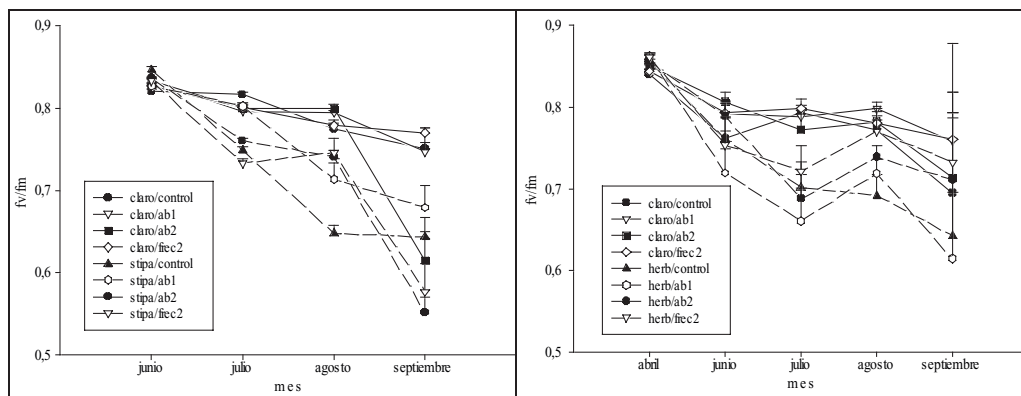 0,9
0,8
0,7
0,6
0,5
fv/fm
claro/control
claro/ab1
claro/ab2
claro/frec2
stipa/control
stipa/ab1
stipa/ab2
stipa/frec2
junio julio agosto septiembre
mes
0,9
0,8
0,7
0,6
0,5
fv/fm
claro/control
claro/ab1
claro/ab2
claro/frec2
herb/control
herb/ab1
herb/ab2
herb/frec2
abril junio julio agosto septiembre
mes